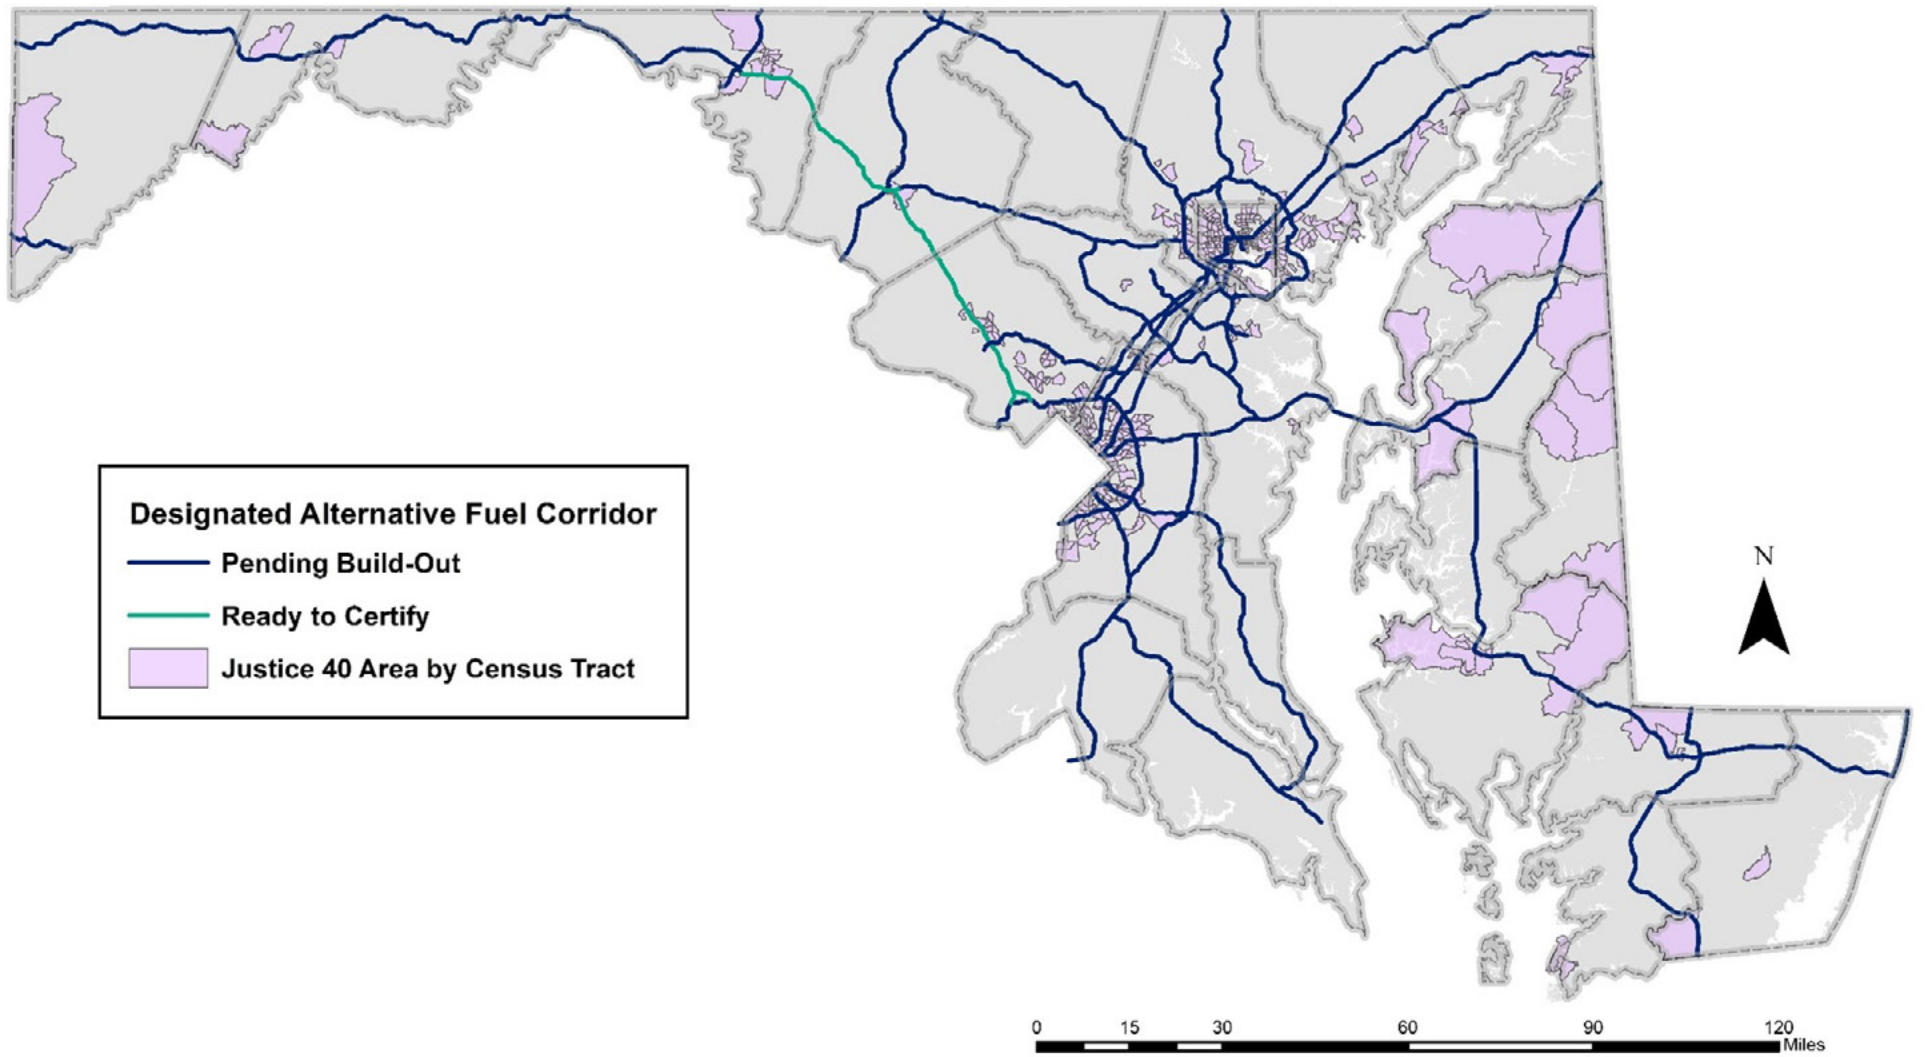 Designated Alternative Fuel Corridor
Pending Build-Out
Ready to Certify
Justice 40 Area by Census Tract
N
0 15 30 60 90 120
Miles